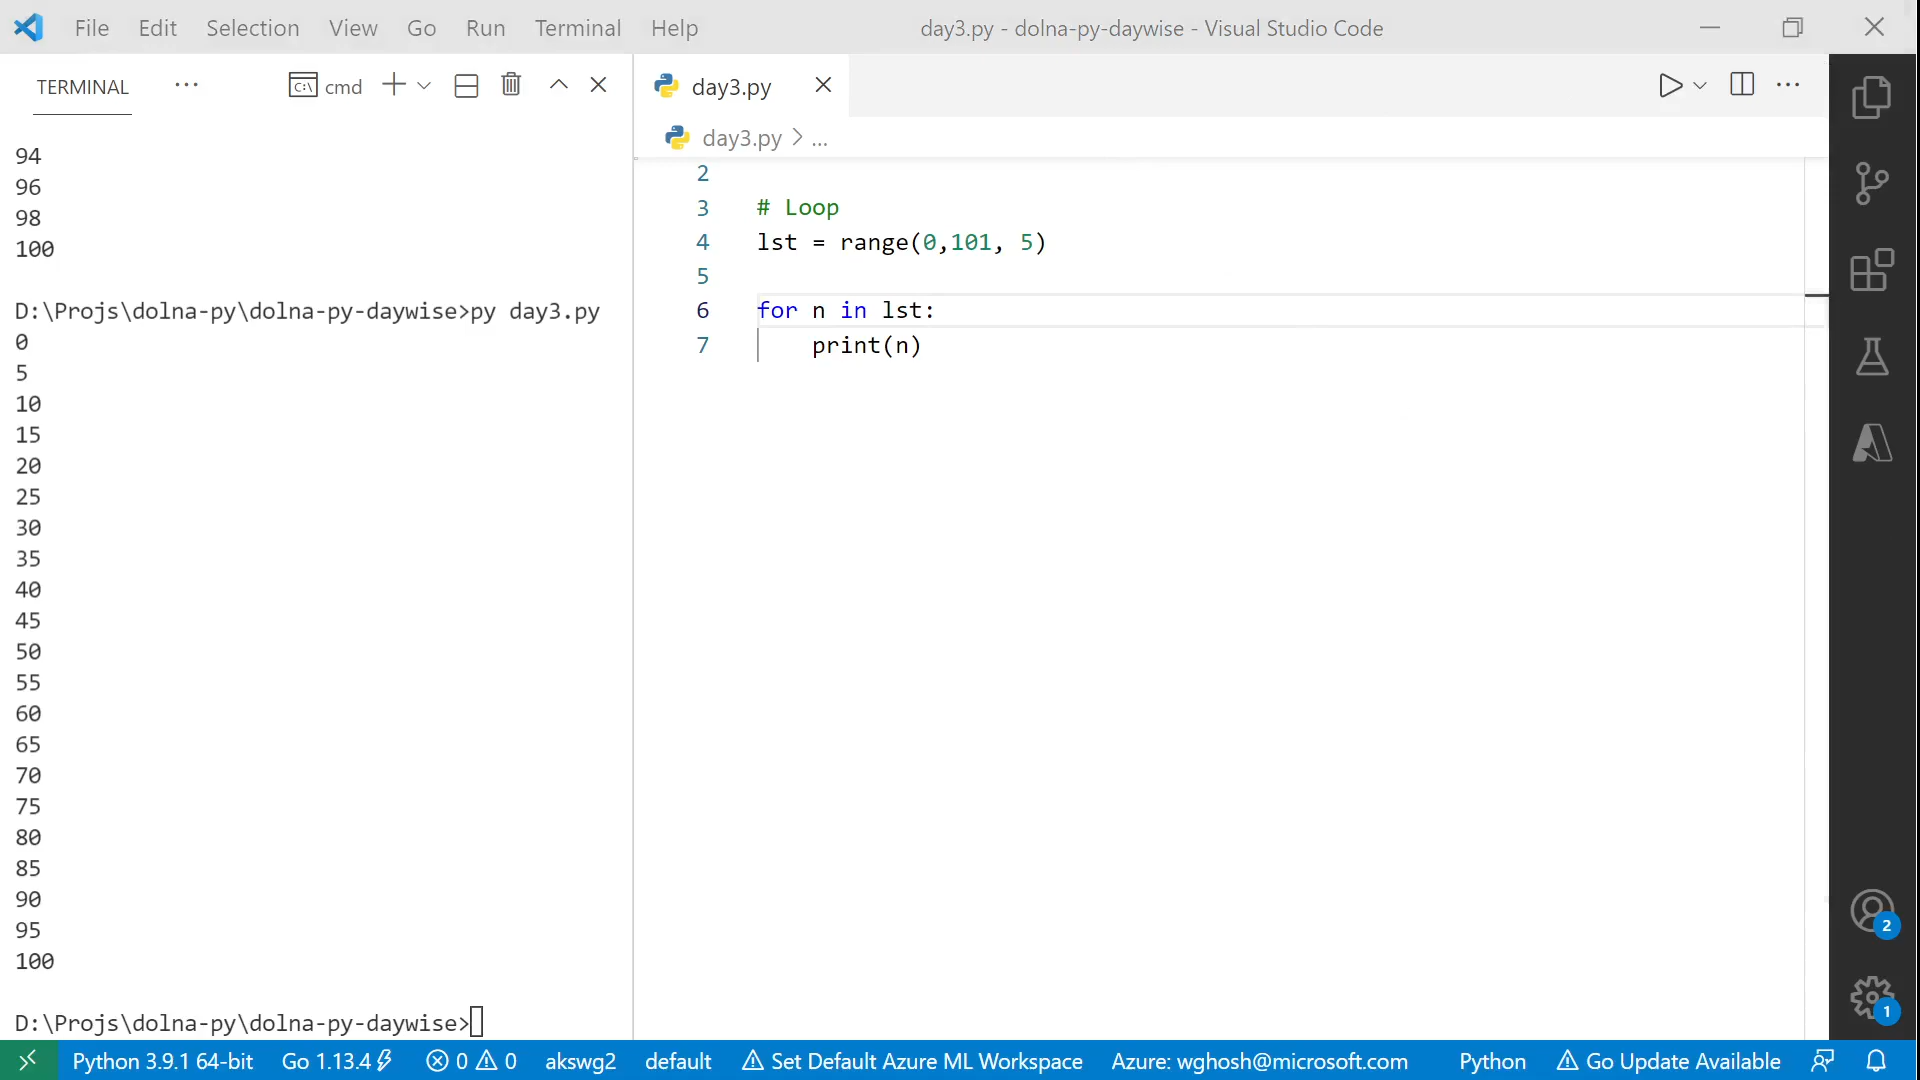 File Edit Selection View Go Run Terminal Help day3.py - dolna-py-daywise - Visual Studio Code
TERMINAL ... cmd
94
96
98
100
D:\Projs\dolna-py\dolna-py-daywise>py day3.py
0
5
10
15
20
25
30
35
40
45
50
55
60
65
70
75
80
85
90
95
100
D:\Projs\dolna-py\dolna-py-daywise>
day3.py
day3.py > ...
2
3 # Loop
4 lst = range(0,101, 5)
5
6 for n in lst:
7 print(n)
2
1
Python 3.9.1 64-bit Go 1.13.4 0 0 akswg2 default Set Default Azure ML Workspace Azure: wghosh@microsoft.com Python Go Update Available